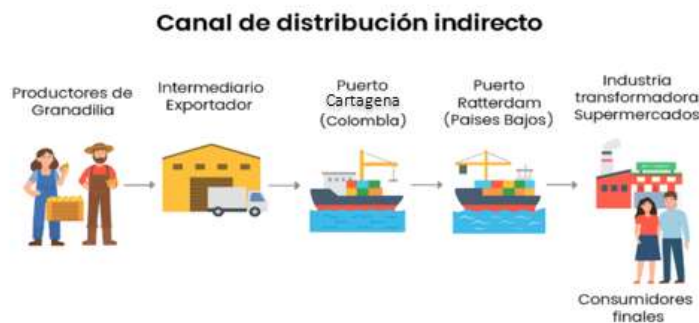 Canal de distribución indirecto
Productores de
Granadilia
Intermediario
Exportador
Puerto
Cartagena
(Colombia)
Puerto
Ratterdam
(Paises Bajos)
Industria
transformadora
Supermercados
Consumidores
finales